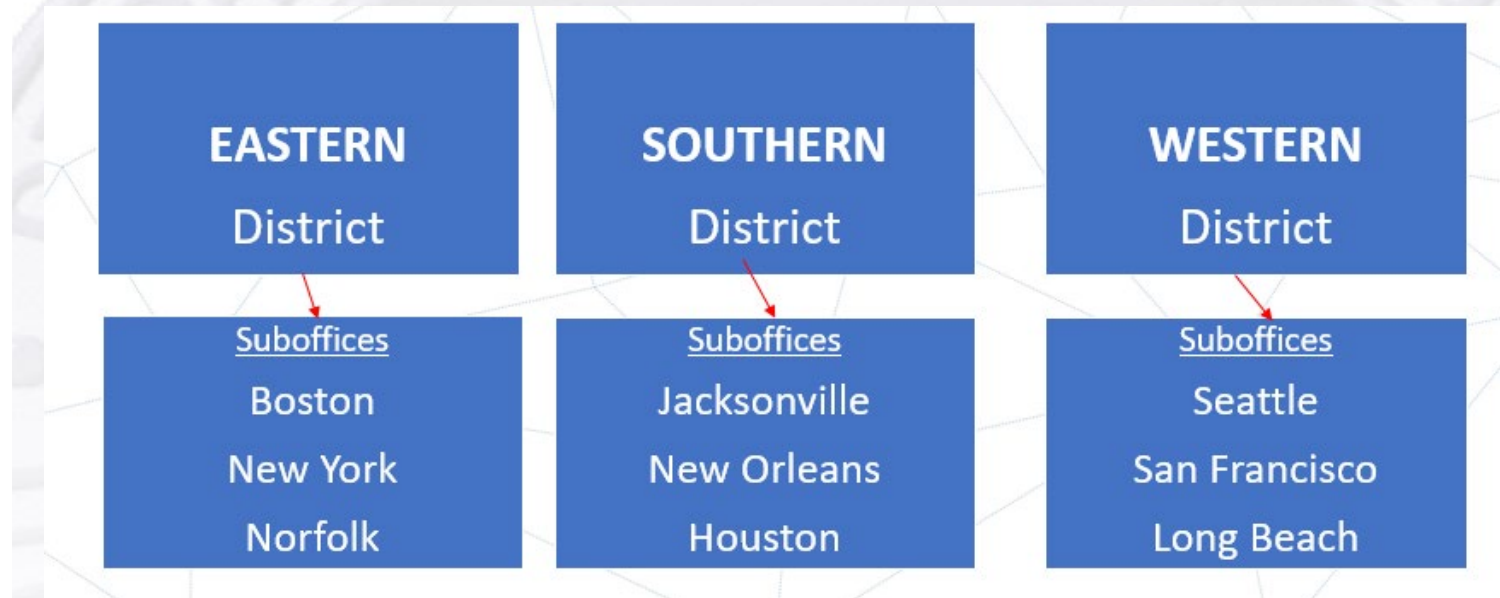 EASTERN
District
Suboffices
Boston
New York
Norfolk
SOUTHERN
District
Suboffices
Jacksonville
New Orleans
Houston
WESTERN
District
Suboffices
Seattle
San Francisco
Long Beach